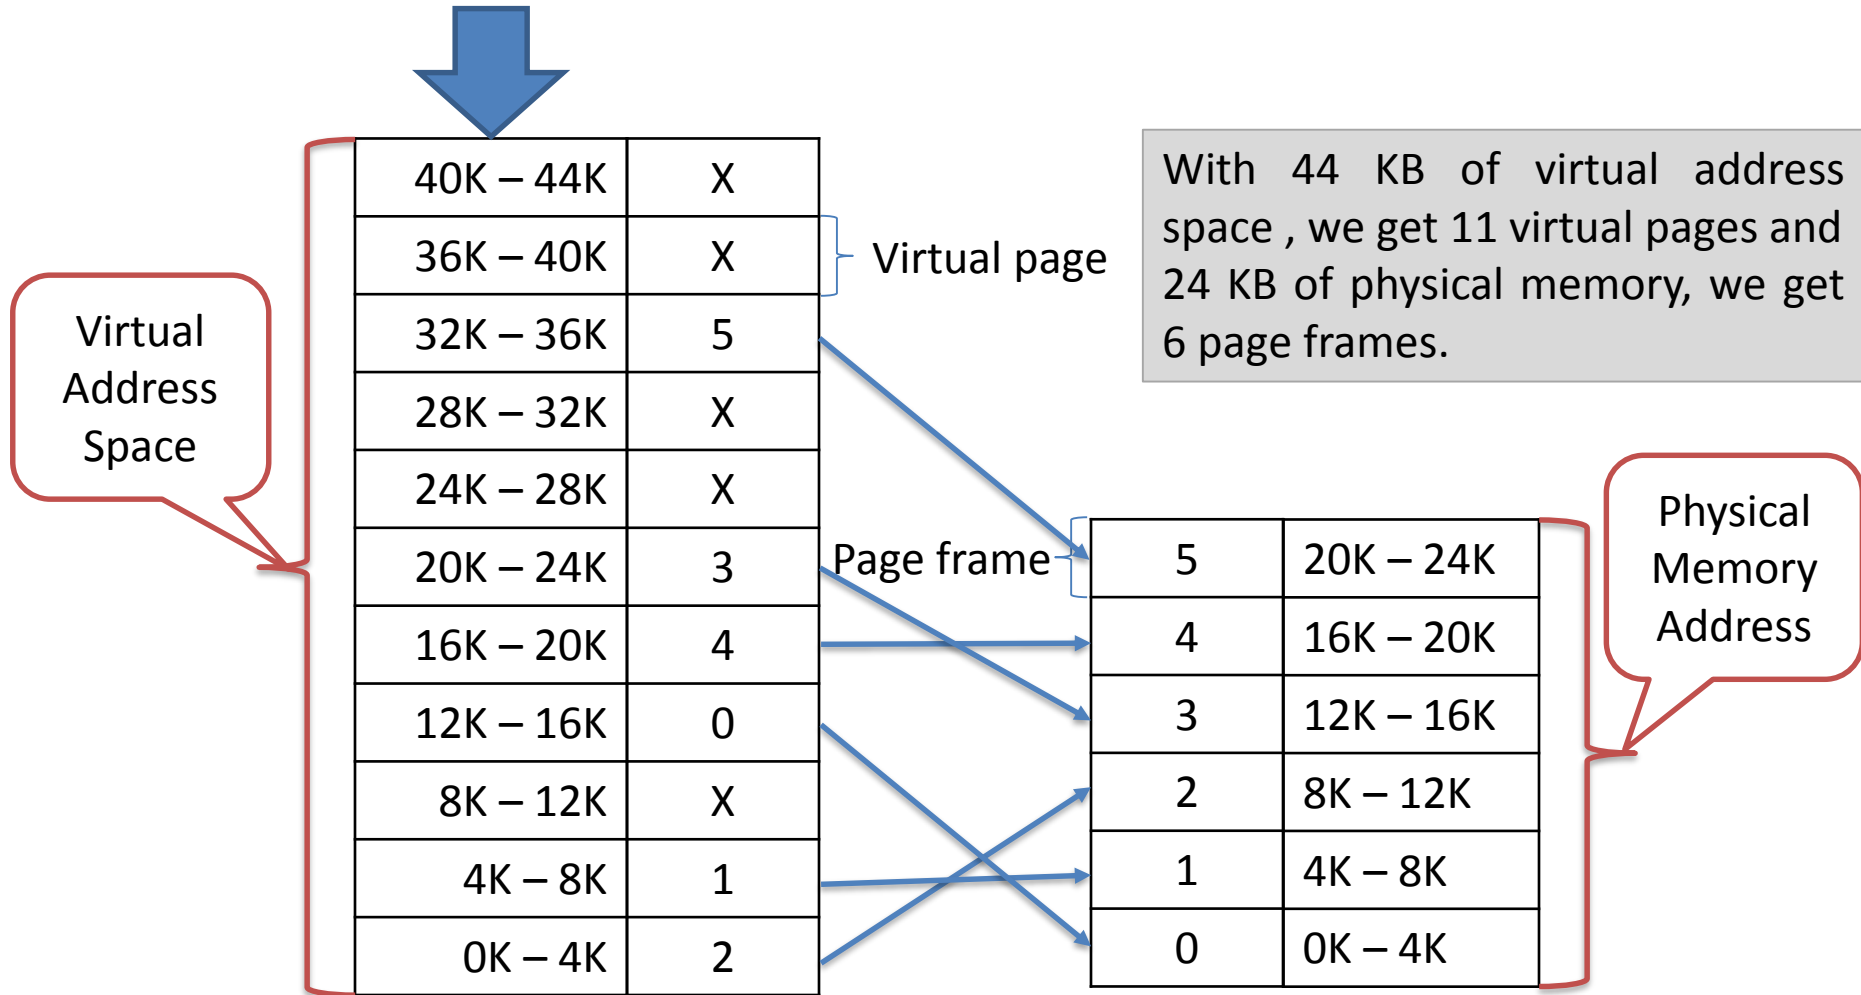 40K – 44K X
36K – 40K X
32K – 36K 5
28K – 32K X
24K – 28K X
20K – 24K 3
16K – 20K 4
12K – 16K 0
8K – 12K X
4K – 8K 1
0K – 4K 2
Virtual
Address
Space
Virtual page
With 44 KB of virtual address
space , we get 11 virtual pages and
24 KB of physical memory, we get
6 page frames.
Page frame
5 20K – 24K
4 16K – 20K
3 12K – 16K
2 8K – 12K
1 4K – 8K
0 0K – 4K
Physical
Memory
Address